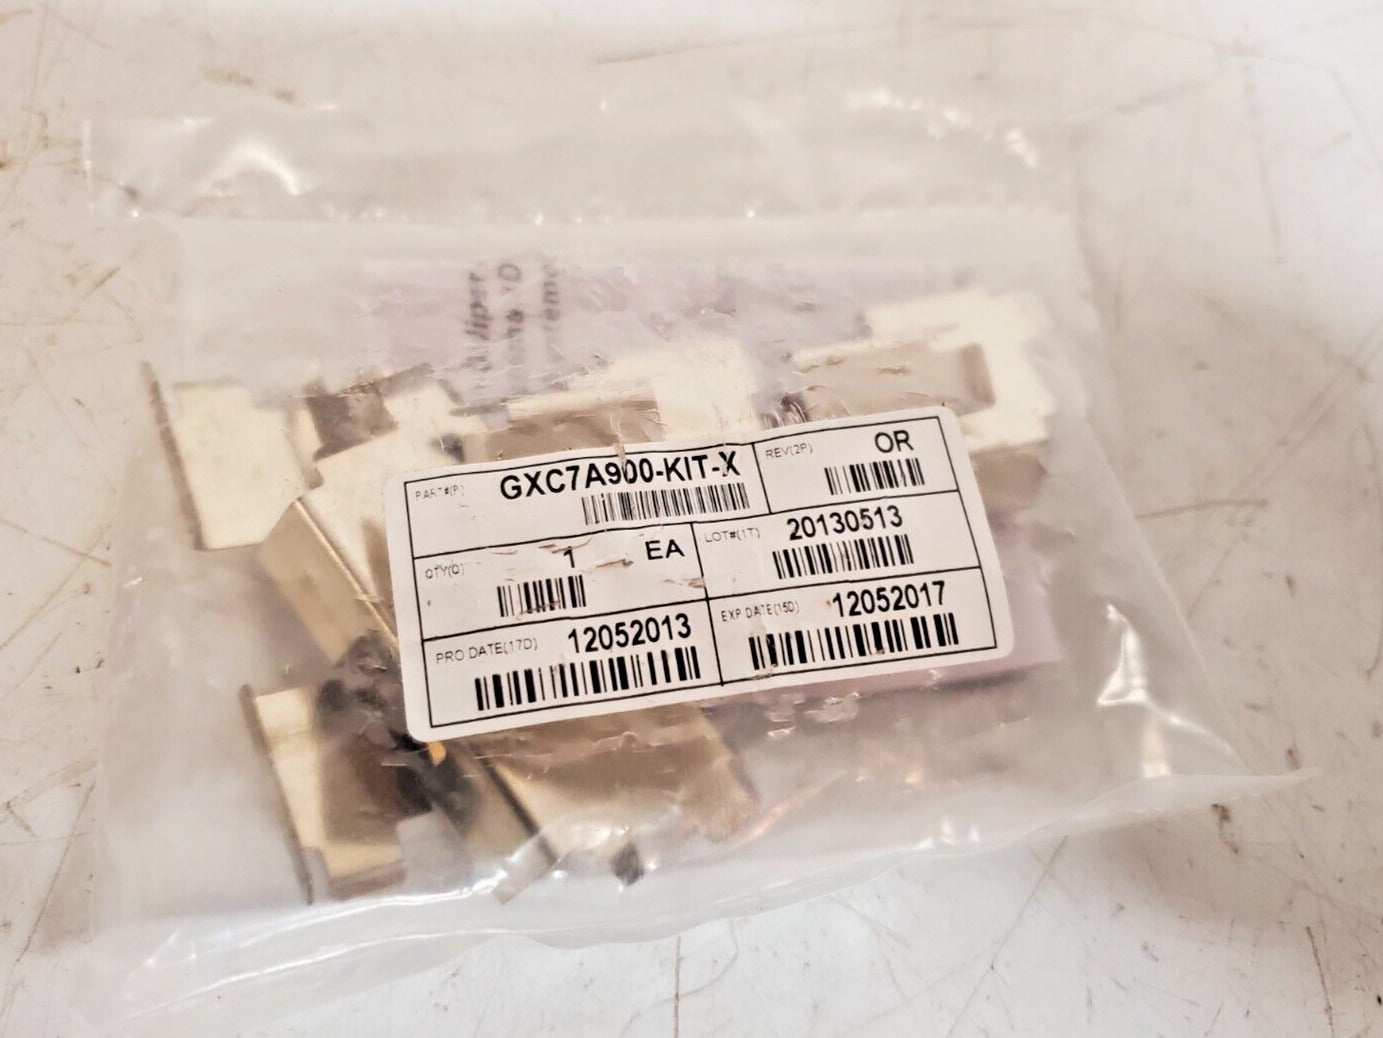 PART#(P) GXC7A900-KIT-X
REV(2P) OR
QTY(Q) 1 EA
LOT#(1T) 20130513
PRO DATE(17D) 12052013
EXP DATE(15D) 12052017